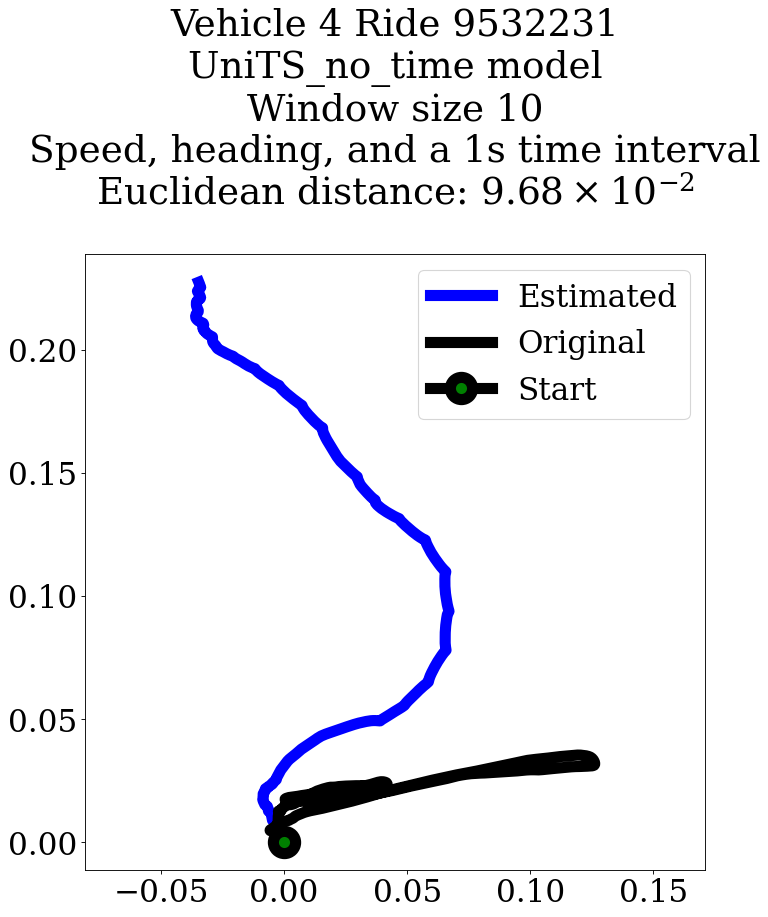 Vehicle 4 Ride 9532231
UniTS_no_time model
Window size 10
Speed, heading, and a 1s time interval
Euclidean distance: 9.68 × 10⁻²
Estimated
Original
Start
0.20
0.15
0.10
0.05
0.00
−0.05 0.00 0.05 0.10 0.15